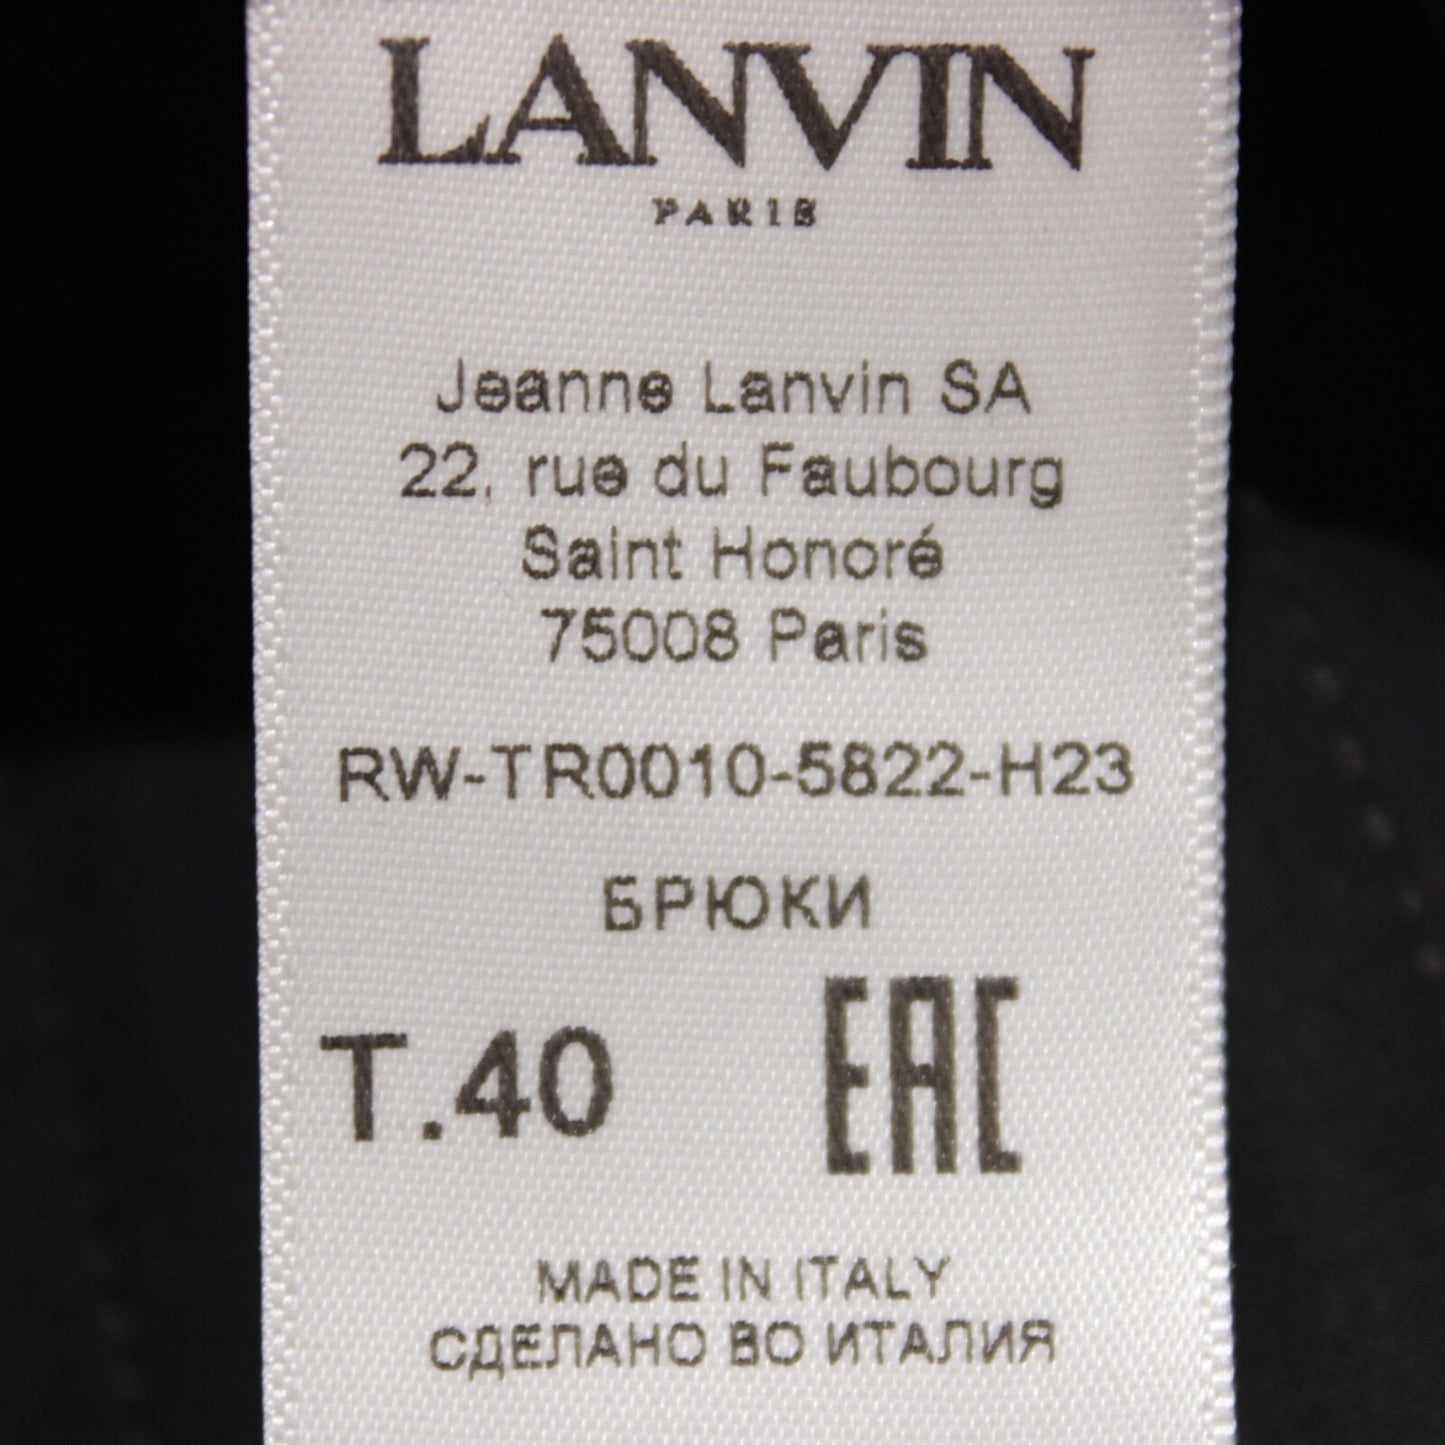 LANVIN
PARIS
Jeanne Lanvin SA
22, rue du Faubourg
Saint Honoré
75008 Paris
RW-TR0010-5822-H23
БРЮКИ
T.40 EAC
MADE IN ITALY
СДЕЛАНО ВО ИТАЛИЯ